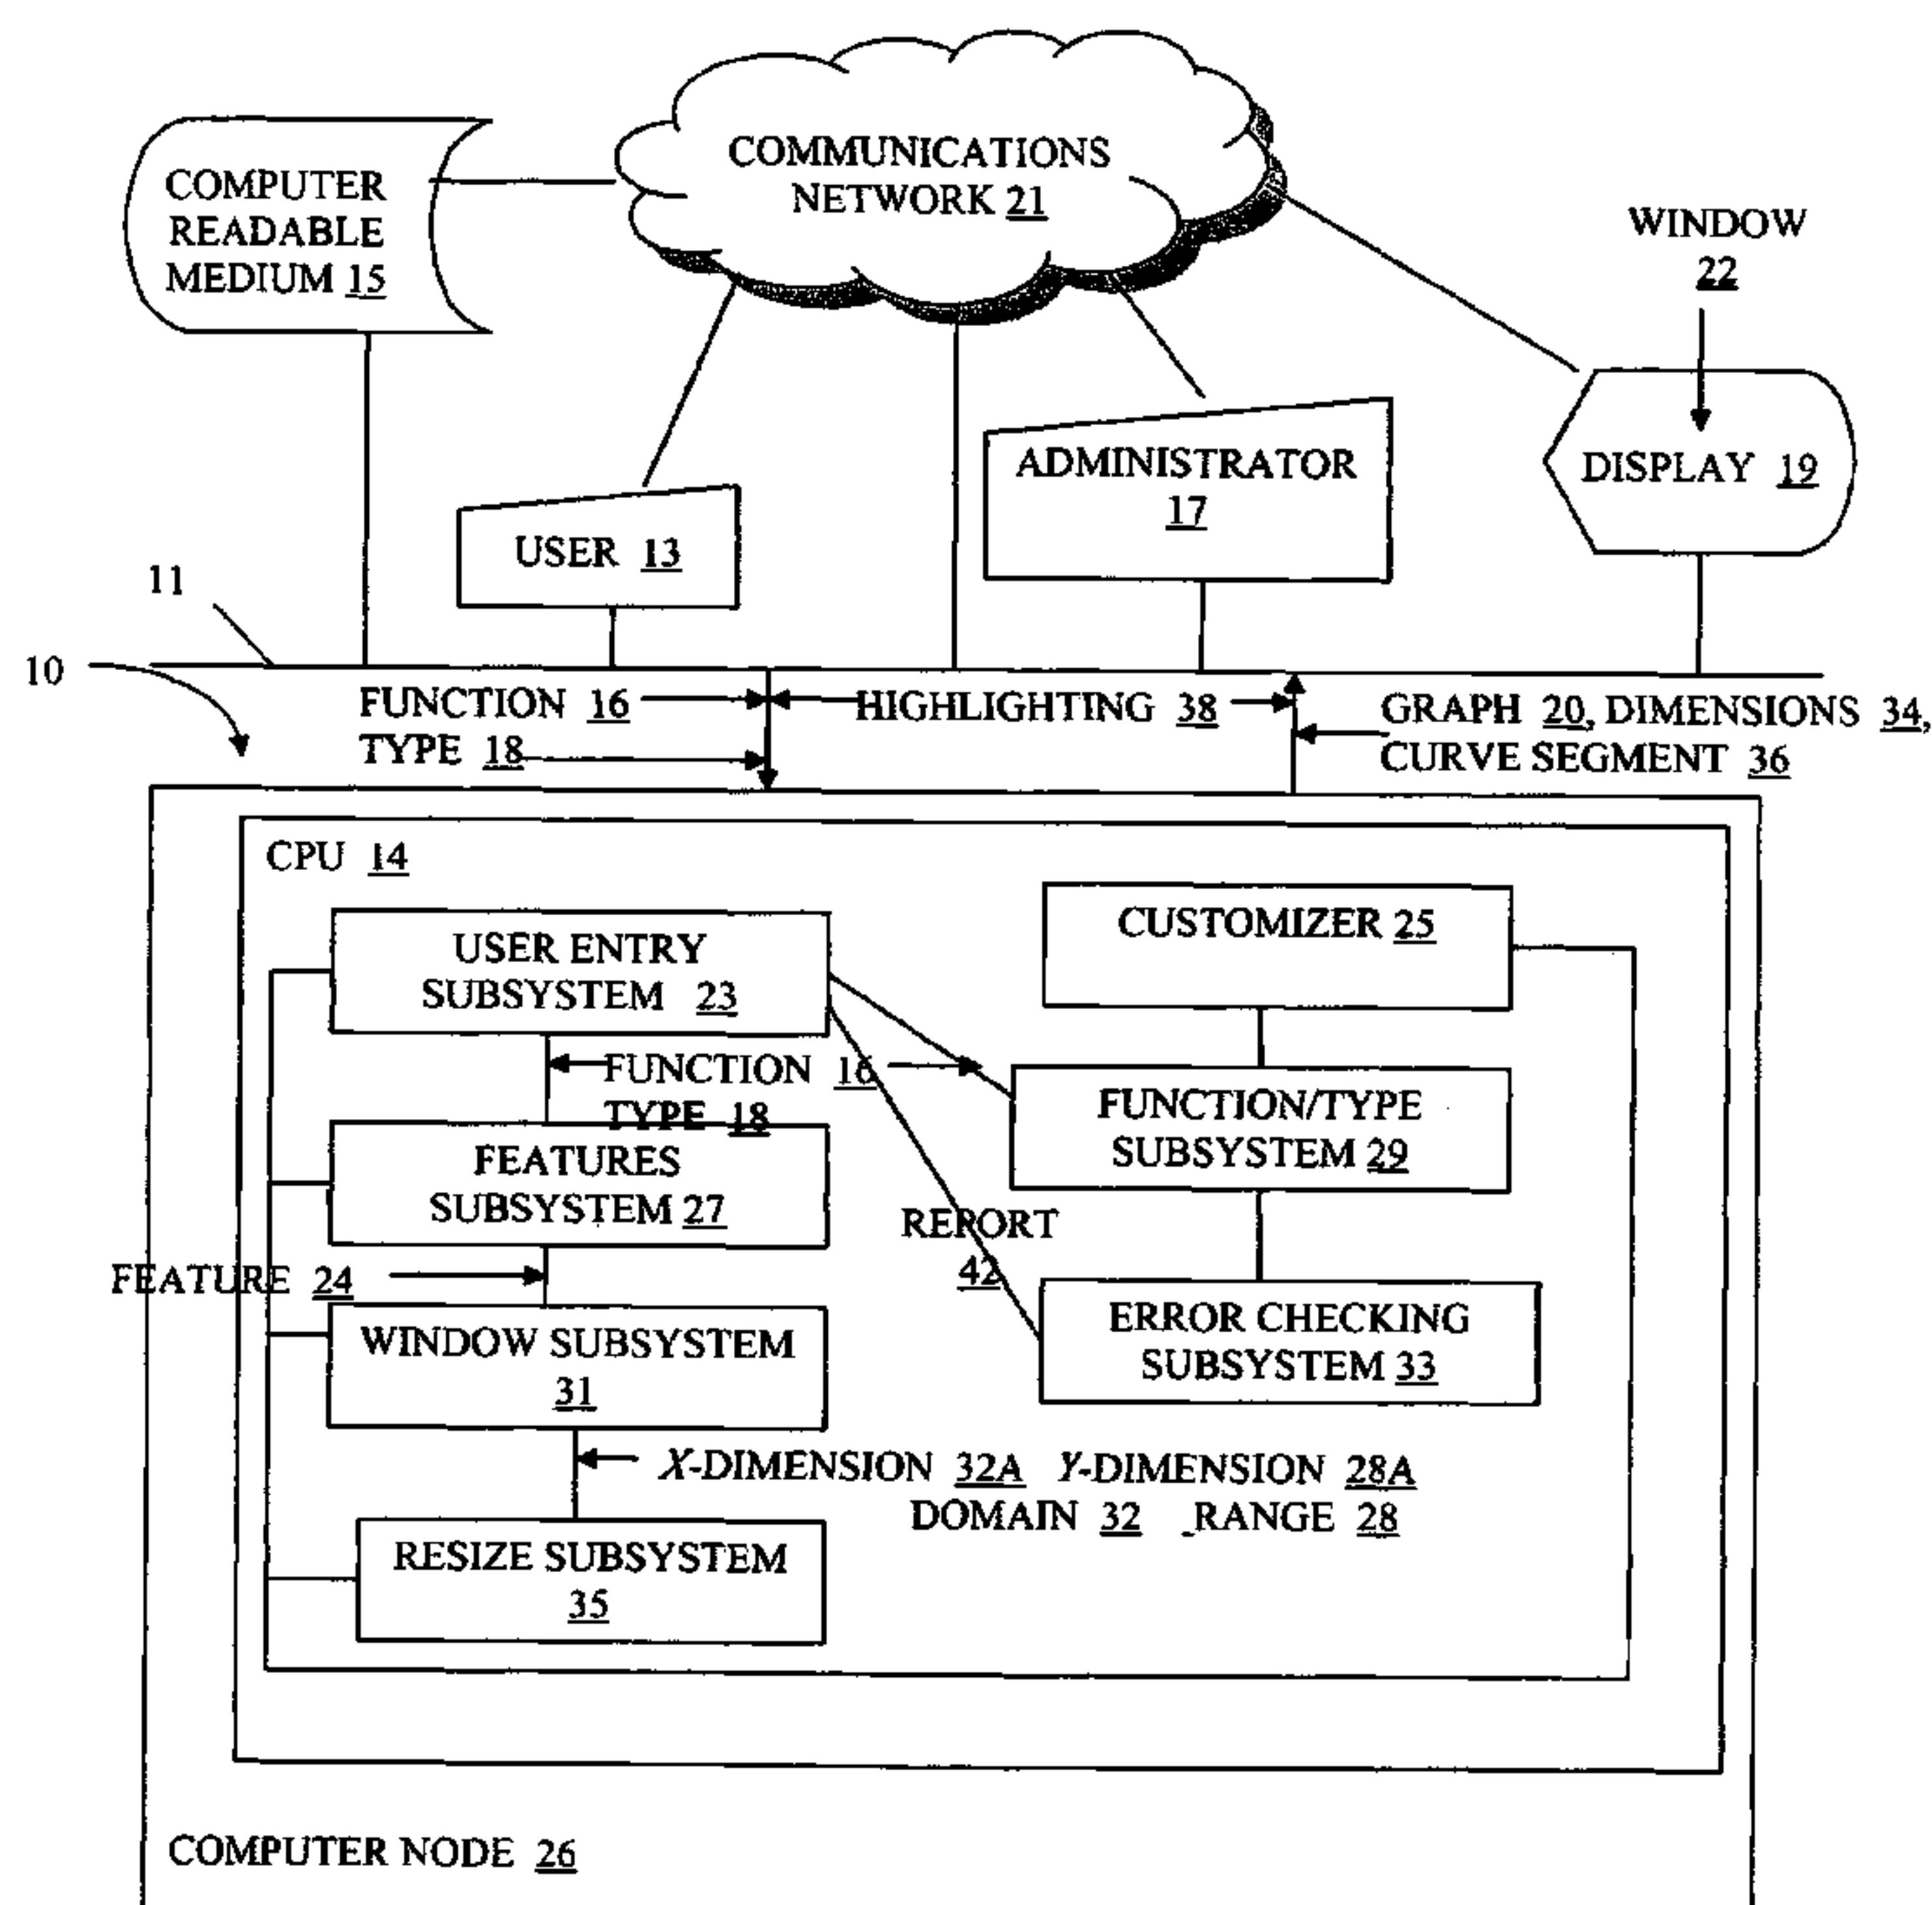 COMMUNICATIONS
NETWORK 21
COMPUTER
READABLE
MEDIUM 15
WINDOW
22
ADMINISTRATOR
17
DISPLAY 19
USER 13
11
10
FUNCTION 16
TYPE 18
HIGHLIGHTING 38
GRAPH 20, DIMENSIONS 34,
CURVE SEGMENT 36
CPU 14
USER ENTRY
SUBSYSTEM 23
CUSTOMIZER 25
FUNCTION 16
TYPE 18
FUNCTION/TYPE
SUBSYSTEM 29
FEATURES
SUBSYSTEM 27
REPORT
42
FEATURE 24
WINDOW SUBSYSTEM
31
ERROR CHECKING
SUBSYSTEM 33
X-DIMENSION 32A Y-DIMENSION 28A
DOMAIN 32 RANGE 28
RESIZE SUBSYSTEM
35
COMPUTER NODE 26